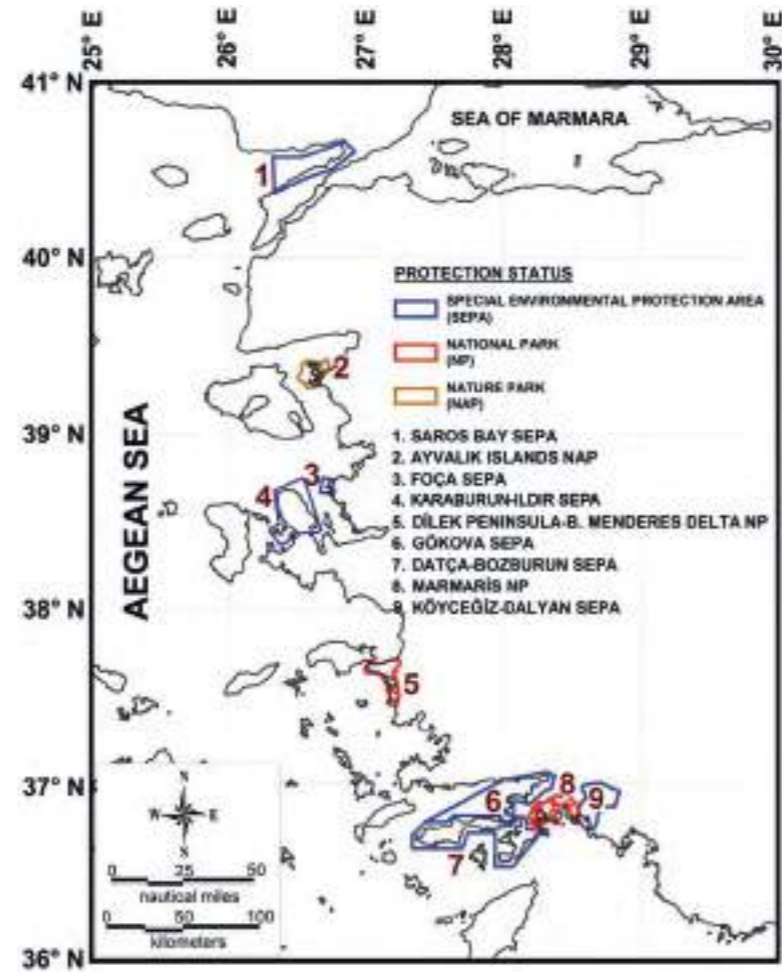 25° E
26° E
27° E
28° E
29° E
30° E
41° N
40° N
39° N
38° N
37° N
36° N
SEA OF MARMARA
AEGEAN SEA
1
2
3
4
5
6
7
8
9
PROTECTION STATUS
SPECIAL ENVIRONMENTAL PROTECTION AREA
(SEPA)
NATIONAL PARK
(NP)
NATURE PARK
(NAP)
1. SAROS BAY SEPA
2. AYVALIK ISLANDS NAP
3. FOÇA SEPA
4. KARABURUN-ILDIR SEPA
5. DİLEK PENINSULA-B. MENDERES DELTA NP
6. GÖKOVA SEPA
7. DATÇA-BOZBURUN SEPA
8. MARMARİS NP
9. KÖYCEĞİZ-DALYAN SEPA
N
W E
S
0 25 50
nautical miles
0 50 100
kilometers